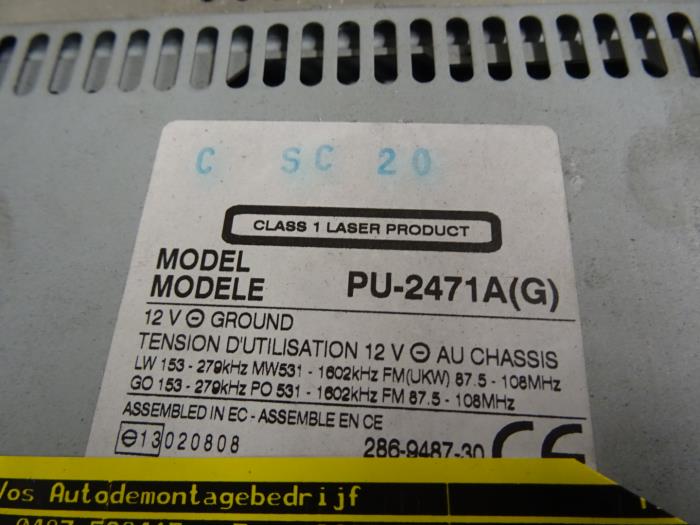 C SC 20
CLASS 1 LASER PRODUCT
MODEL
MODELE PU-2471A(G)
12 V ⊖ GROUND
TENSION D'UTILISATION 12 V ⊖ AU CHASSIS
LW 153 - 279kHz MW531 - 1602kHz FM(UKW) 87.5 - 108MHz
GO 153 - 279kHz PO 531 - 1602kHz FM 87.5 - 108MHz
ASSEMBLED IN EC - ASSEMBLE EN CE
e13 020808 286-9487-30 CE
Vos Autodemontagebedrijf